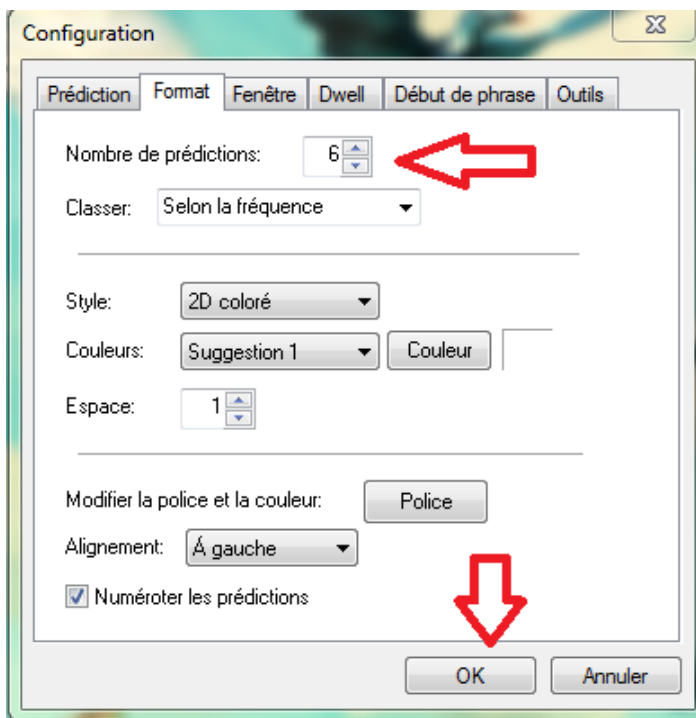 Configuration
Prédiction Format Fenêtre Dwell Début de phrase Outils
Nombre de prédictions: 6
Classer: Selon la fréquence
Style: 2D coloré
Couleurs: Suggestion 1 Couleur
Espace: 1
Modifier la police et la couleur: Police
Alignement: Á gauche
Numéroter les prédictions
OK Annuler